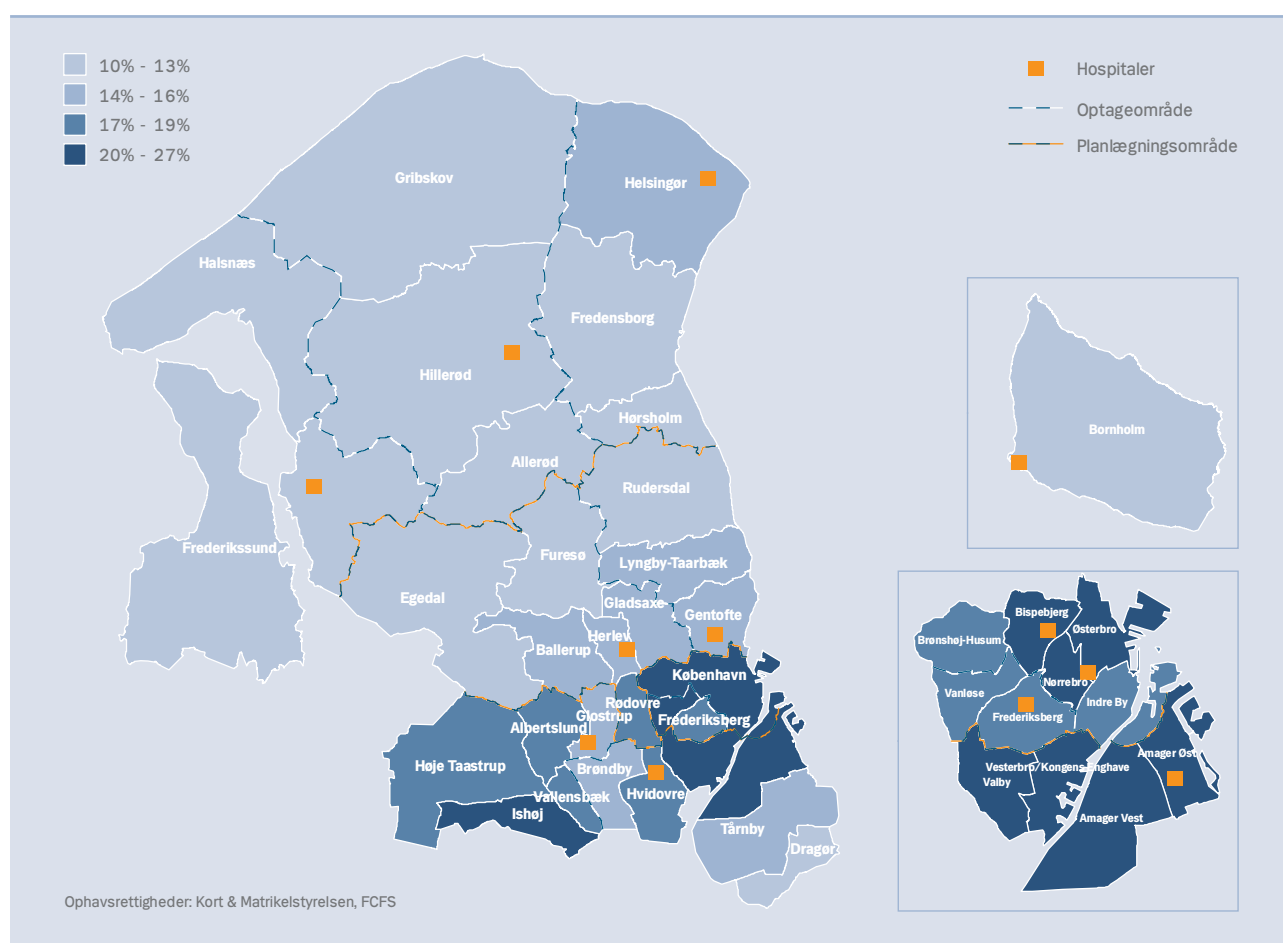 10% - 13%
14% - 16%
17% - 19%
20% - 27%
Hospitaler
Optageområde
Planlægningsområde
Gribskov
Helsingør
Halsnæs
Fredensborg
Hillerød
Hørsholm
Allerød
Rudersdal
Frederikssund
Furesø
Lyngby-Taarbæk
Egedal
Gladsaxe
Gentofte
Herlev
Ballerup
København
Rødovre
Glostrup
Frederiksberg
Albertslund
Høje Taastrup
Brøndby
Vallensbæk
Hvidovre
Ishøj
Tårnby
Dragør
Bornholm
Bispebjerg
Østerbro
Brønshøj-Husum
Nørrebro
Vanløse
Indre By
Frederiksberg
Amager Øst
Vesterbro/Kongens Enghave
Valby
Amager Vest
Ophavsrettigheder: Kort & Matrikelstyrelsen, FCFS